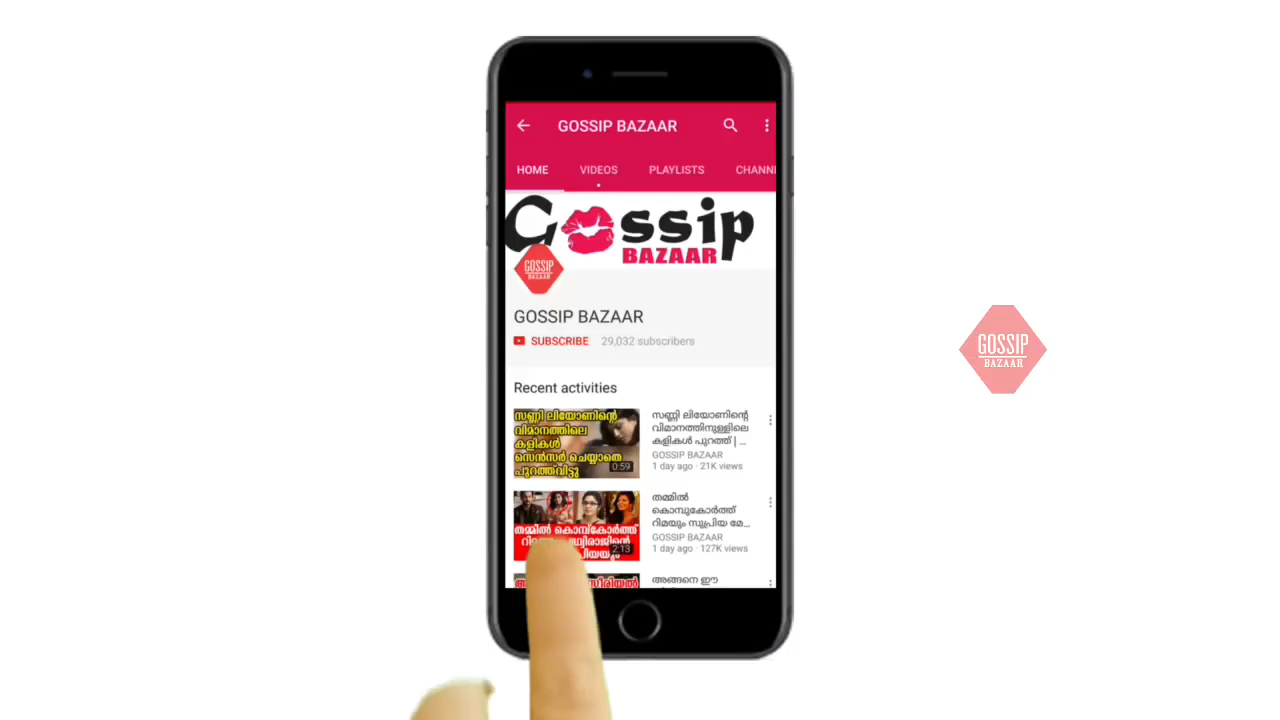 GOSSIP BAZAAR
HOME VIDEOS PLAYLISTS CHANN
Gossip
BAZAAR
GOSSIP
BAZAAR
GOSSIP BAZAAR
SUBSCRIBE 29,032 subscribers
Recent activities
സണ്ണി ലിയോണിന്റെ
വിമാനത്തിലെ
കളികൾ
സെൻസർ ചെയ്യാതെ
പുറത്ത്‌വിട്ടു
0:59
സണ്ണി ലിയോണിന്റെ
വിമാനത്തിനുള്ളിലെ
കളികൾ പുറത്ത് | ...
GOSSIP BAZAAR
1 day ago · 21K views
തമ്മിൽ കൊമ്പ്കോർത്ത്
2:13
തമ്മിൽ
കൊമ്പുകോർത്ത്
റിമയും സുപ്രിയ മേ...
GOSSIP BAZAAR
1 day ago · 127K views
അങ്ങനെ ഈ
GOSSIP
BAZAAR